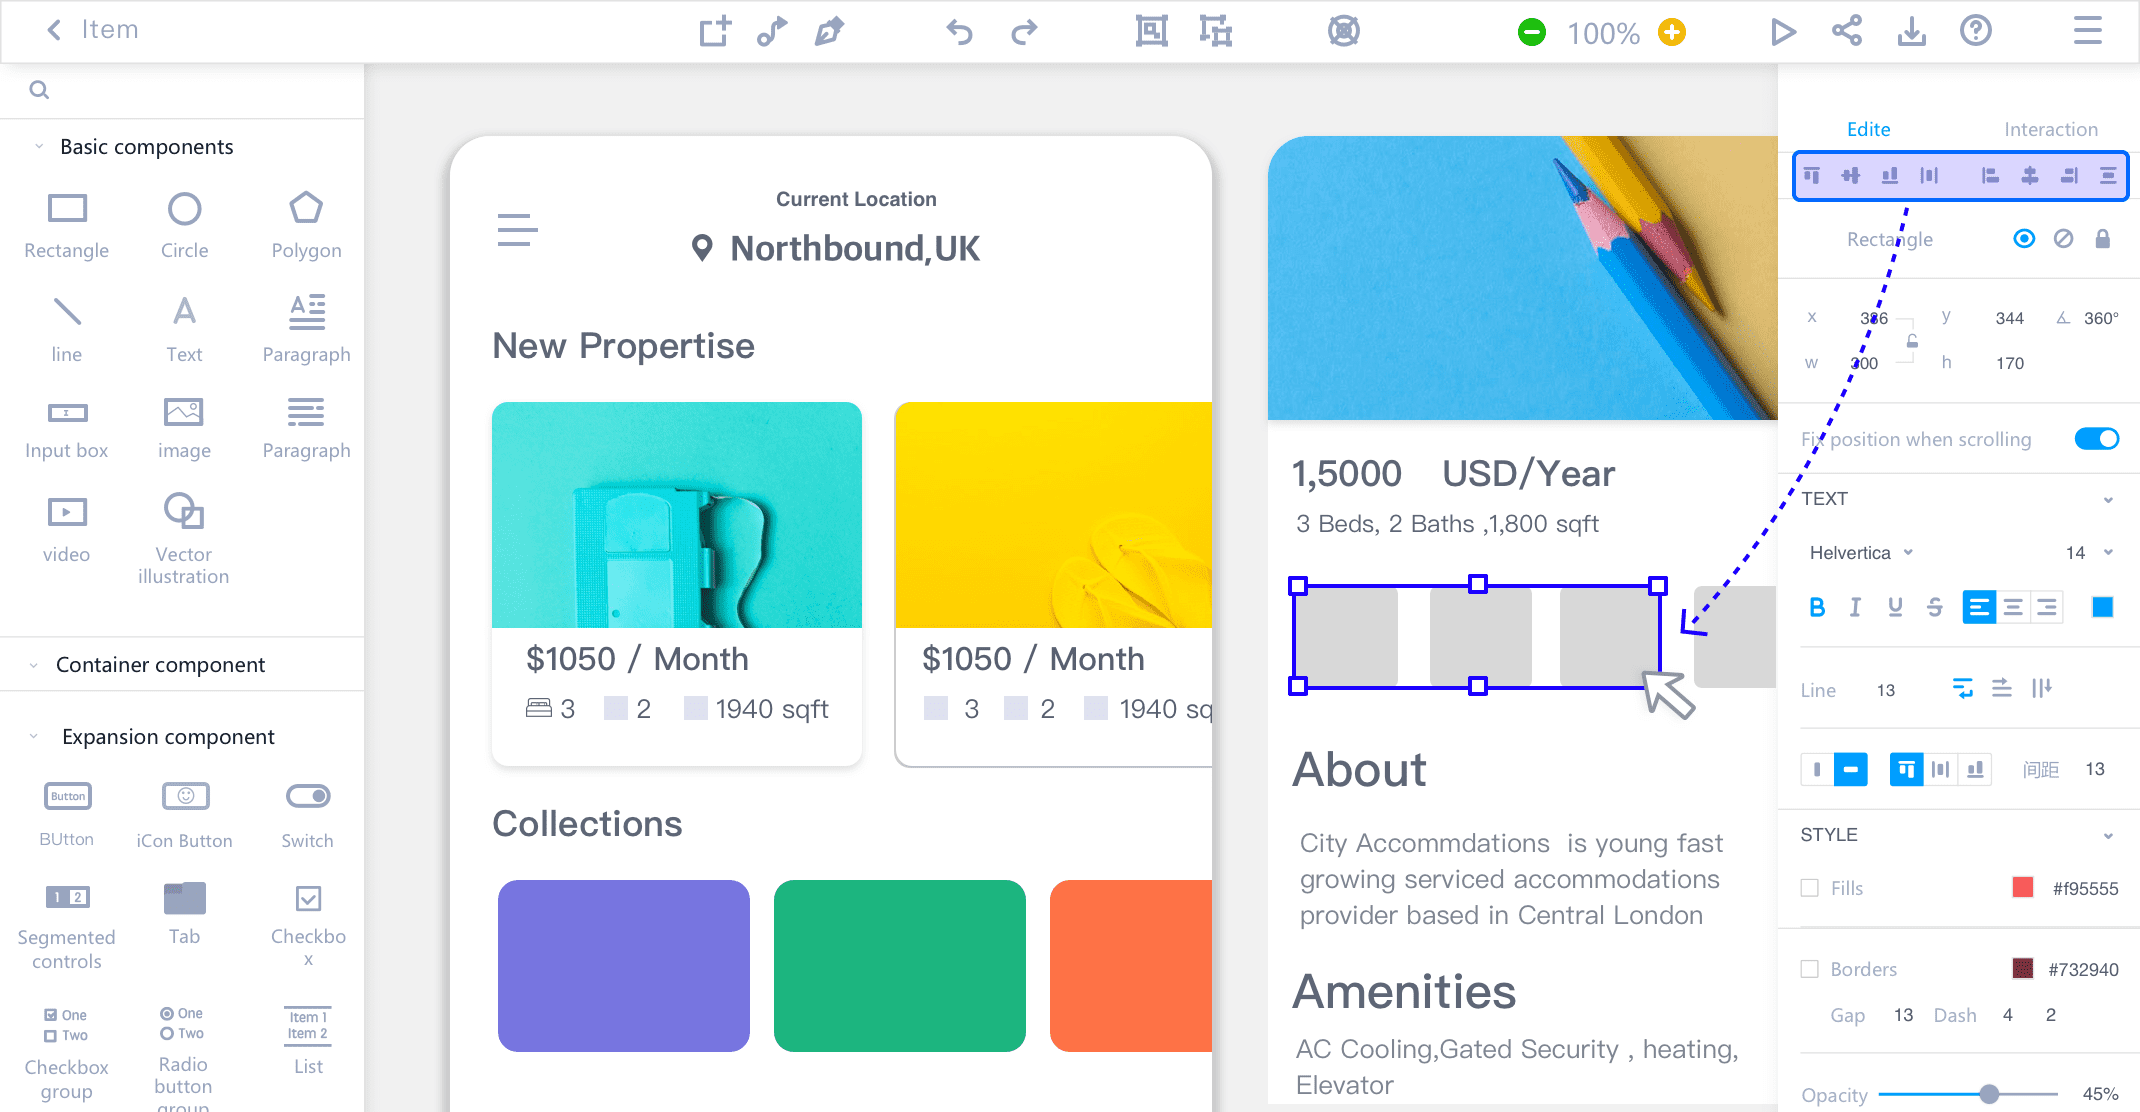 Item
100%
Basic components
Rectangle
Circle
Polygon
A
A
line
Text
Paragraph
Input box
image
Paragraph
video
Vector
illustration
Container component
Expansion component
Button
BUtton
iCon Button
Switch
1 2
Segmented
controls
Tab
Checkbo
x
One
Two
Checkbox
group
One
Two
Radio
button
group
Item 1
Item 2
List
Current Location
Northbound,UK
New Propertise
$1050 / Month
3 2 1940 sqft
$1050 / Month
3 2 1940 sq
Collections
1,5000 USD/Year
3 Beds, 2 Baths ,1,800 sqft
About
City Accommdations is young fast
growing serviced accommodations
provider based in Central London
Amenities
AC Cooling,Gated Security , heating,
Elevator
Edite
Interaction
Rectangle
x 386 y 344 360°
w 300 h 170
Fix position when scrolling
TEXT
Helvertica 14
B I U S
Line 13
间距 13
STYLE
Fills #f95555
Borders #732940
Gap 13 Dash 4 2
Opacity 45%